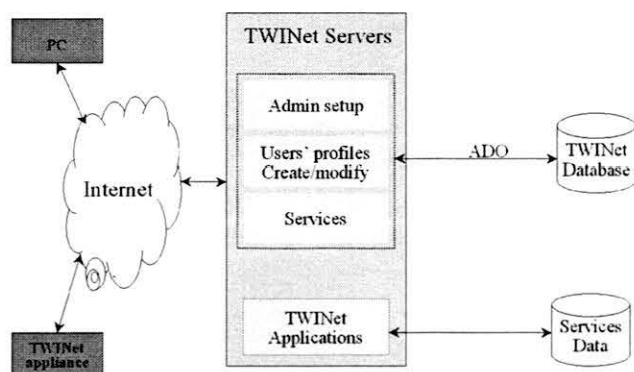 PC
TWINet Servers
Admin setup
Users` profiles
Create/modify
Services
Internet
ADO
TWINet
Database
TWINet
appliance
TWINet
Applications
Services
Data